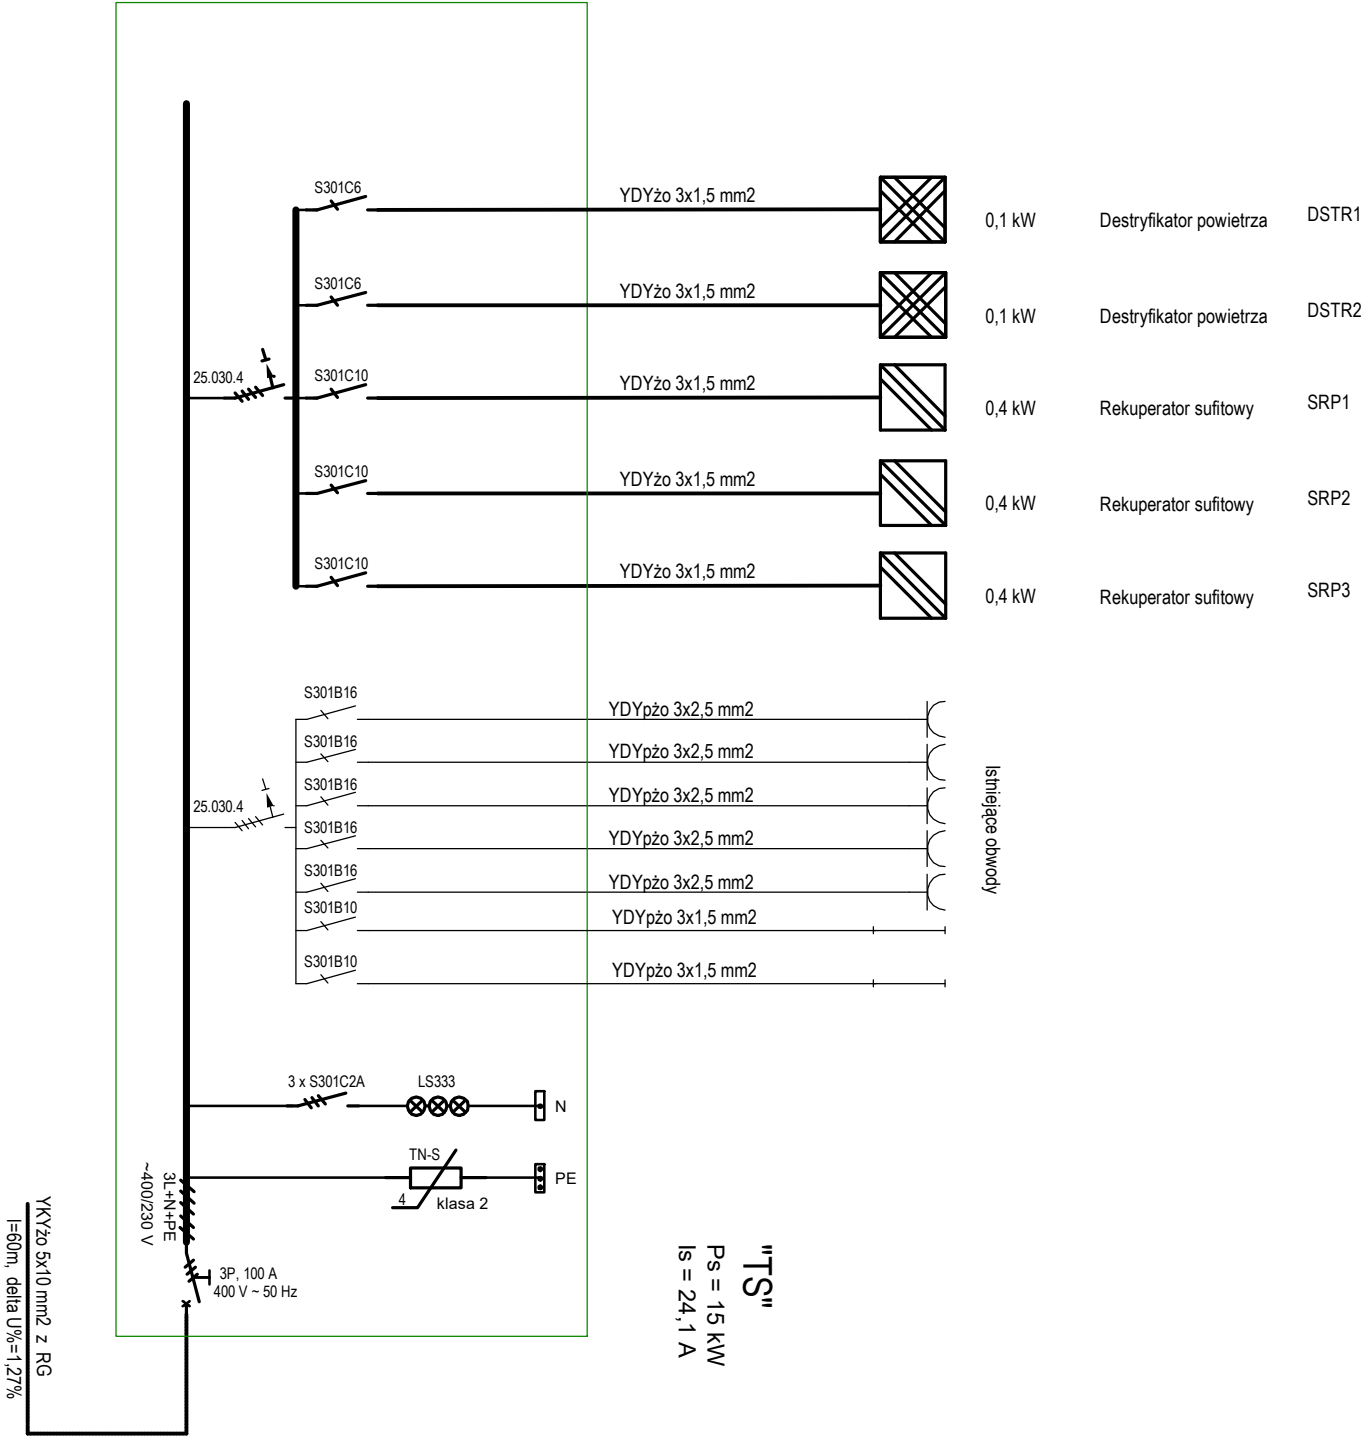 S301C6
YDYżo 3x1,5 mm2
0,1 kW
Destryfikator powietrza
DSTR1
S301C6
YDYżo 3x1,5 mm2
0,1 kW
Destryfikator powietrza
DSTR2
25.030.4
S301C10
YDYżo 3x1,5 mm2
0,4 kW
Rekuperator sufitowy
SRP1
S301C10
YDYżo 3x1,5 mm2
0,4 kW
Rekuperator sufitowy
SRP2
S301C10
YDYżo 3x1,5 mm2
0,4 kW
Rekuperator sufitowy
SRP3
25.030.4
S301B16
YDYpżo 3x2,5 mm2
S301B16
YDYpżo 3x2,5 mm2
S301B16
YDYpżo 3x2,5 mm2
S301B16
YDYpżo 3x2,5 mm2
S301B16
YDYpżo 3x2,5 mm2
S301B10
YDYpżo 3x1,5 mm2
S301B10
YDYpżo 3x1,5 mm2
Istniejące obwody
3 x S301C2A
LS333
N
TN-S
4
klasa 2
PE
3L+N+PE
~400/230 V
3P, 100 A
400 V ~ 50 Hz
YKYżo 5x10 mm2 z RG
l=60m, delta U%=1,27%
"TS"
Ps = 15 kW
Is = 24,1 A